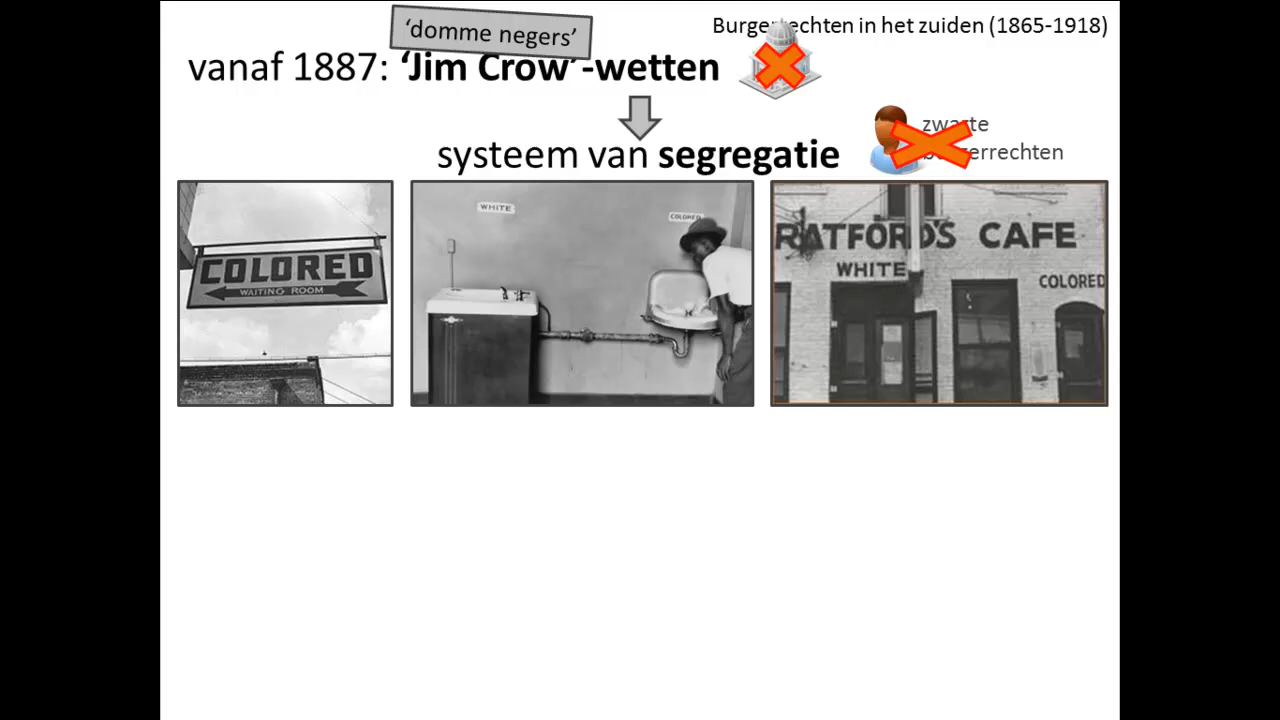 ‘domme negers’
Burgerrechten in het zuiden (1865-1918)
vanaf 1887: ‘Jim Crow’-wetten
systeem van segregatie
zwarte
burgerrechten
COLORED
WAITING ROOM
WHITE
COLORED
RATFORD'S CAFE
WHITE
COLORED